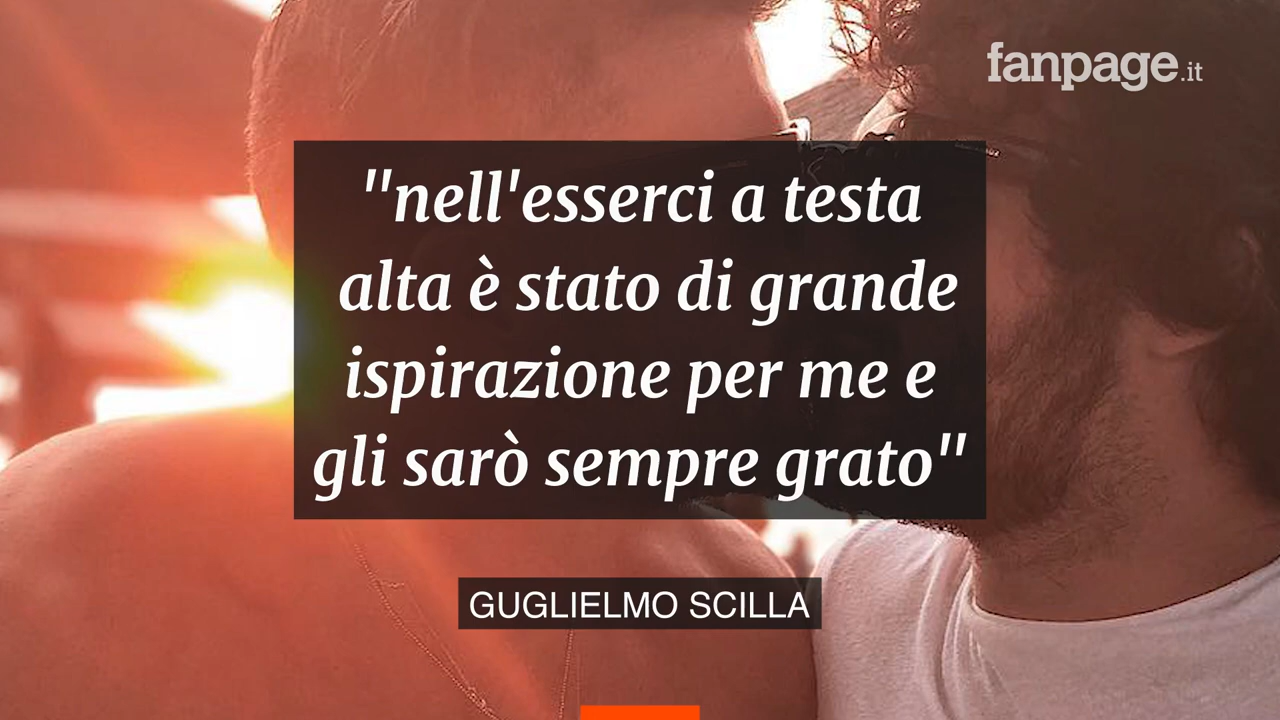 fanpage.it
"nell'esserci a testa
alta è stato di grande
ispirazione per me e
gli sarò sempre grato"
GUGLIELMO SCILLA